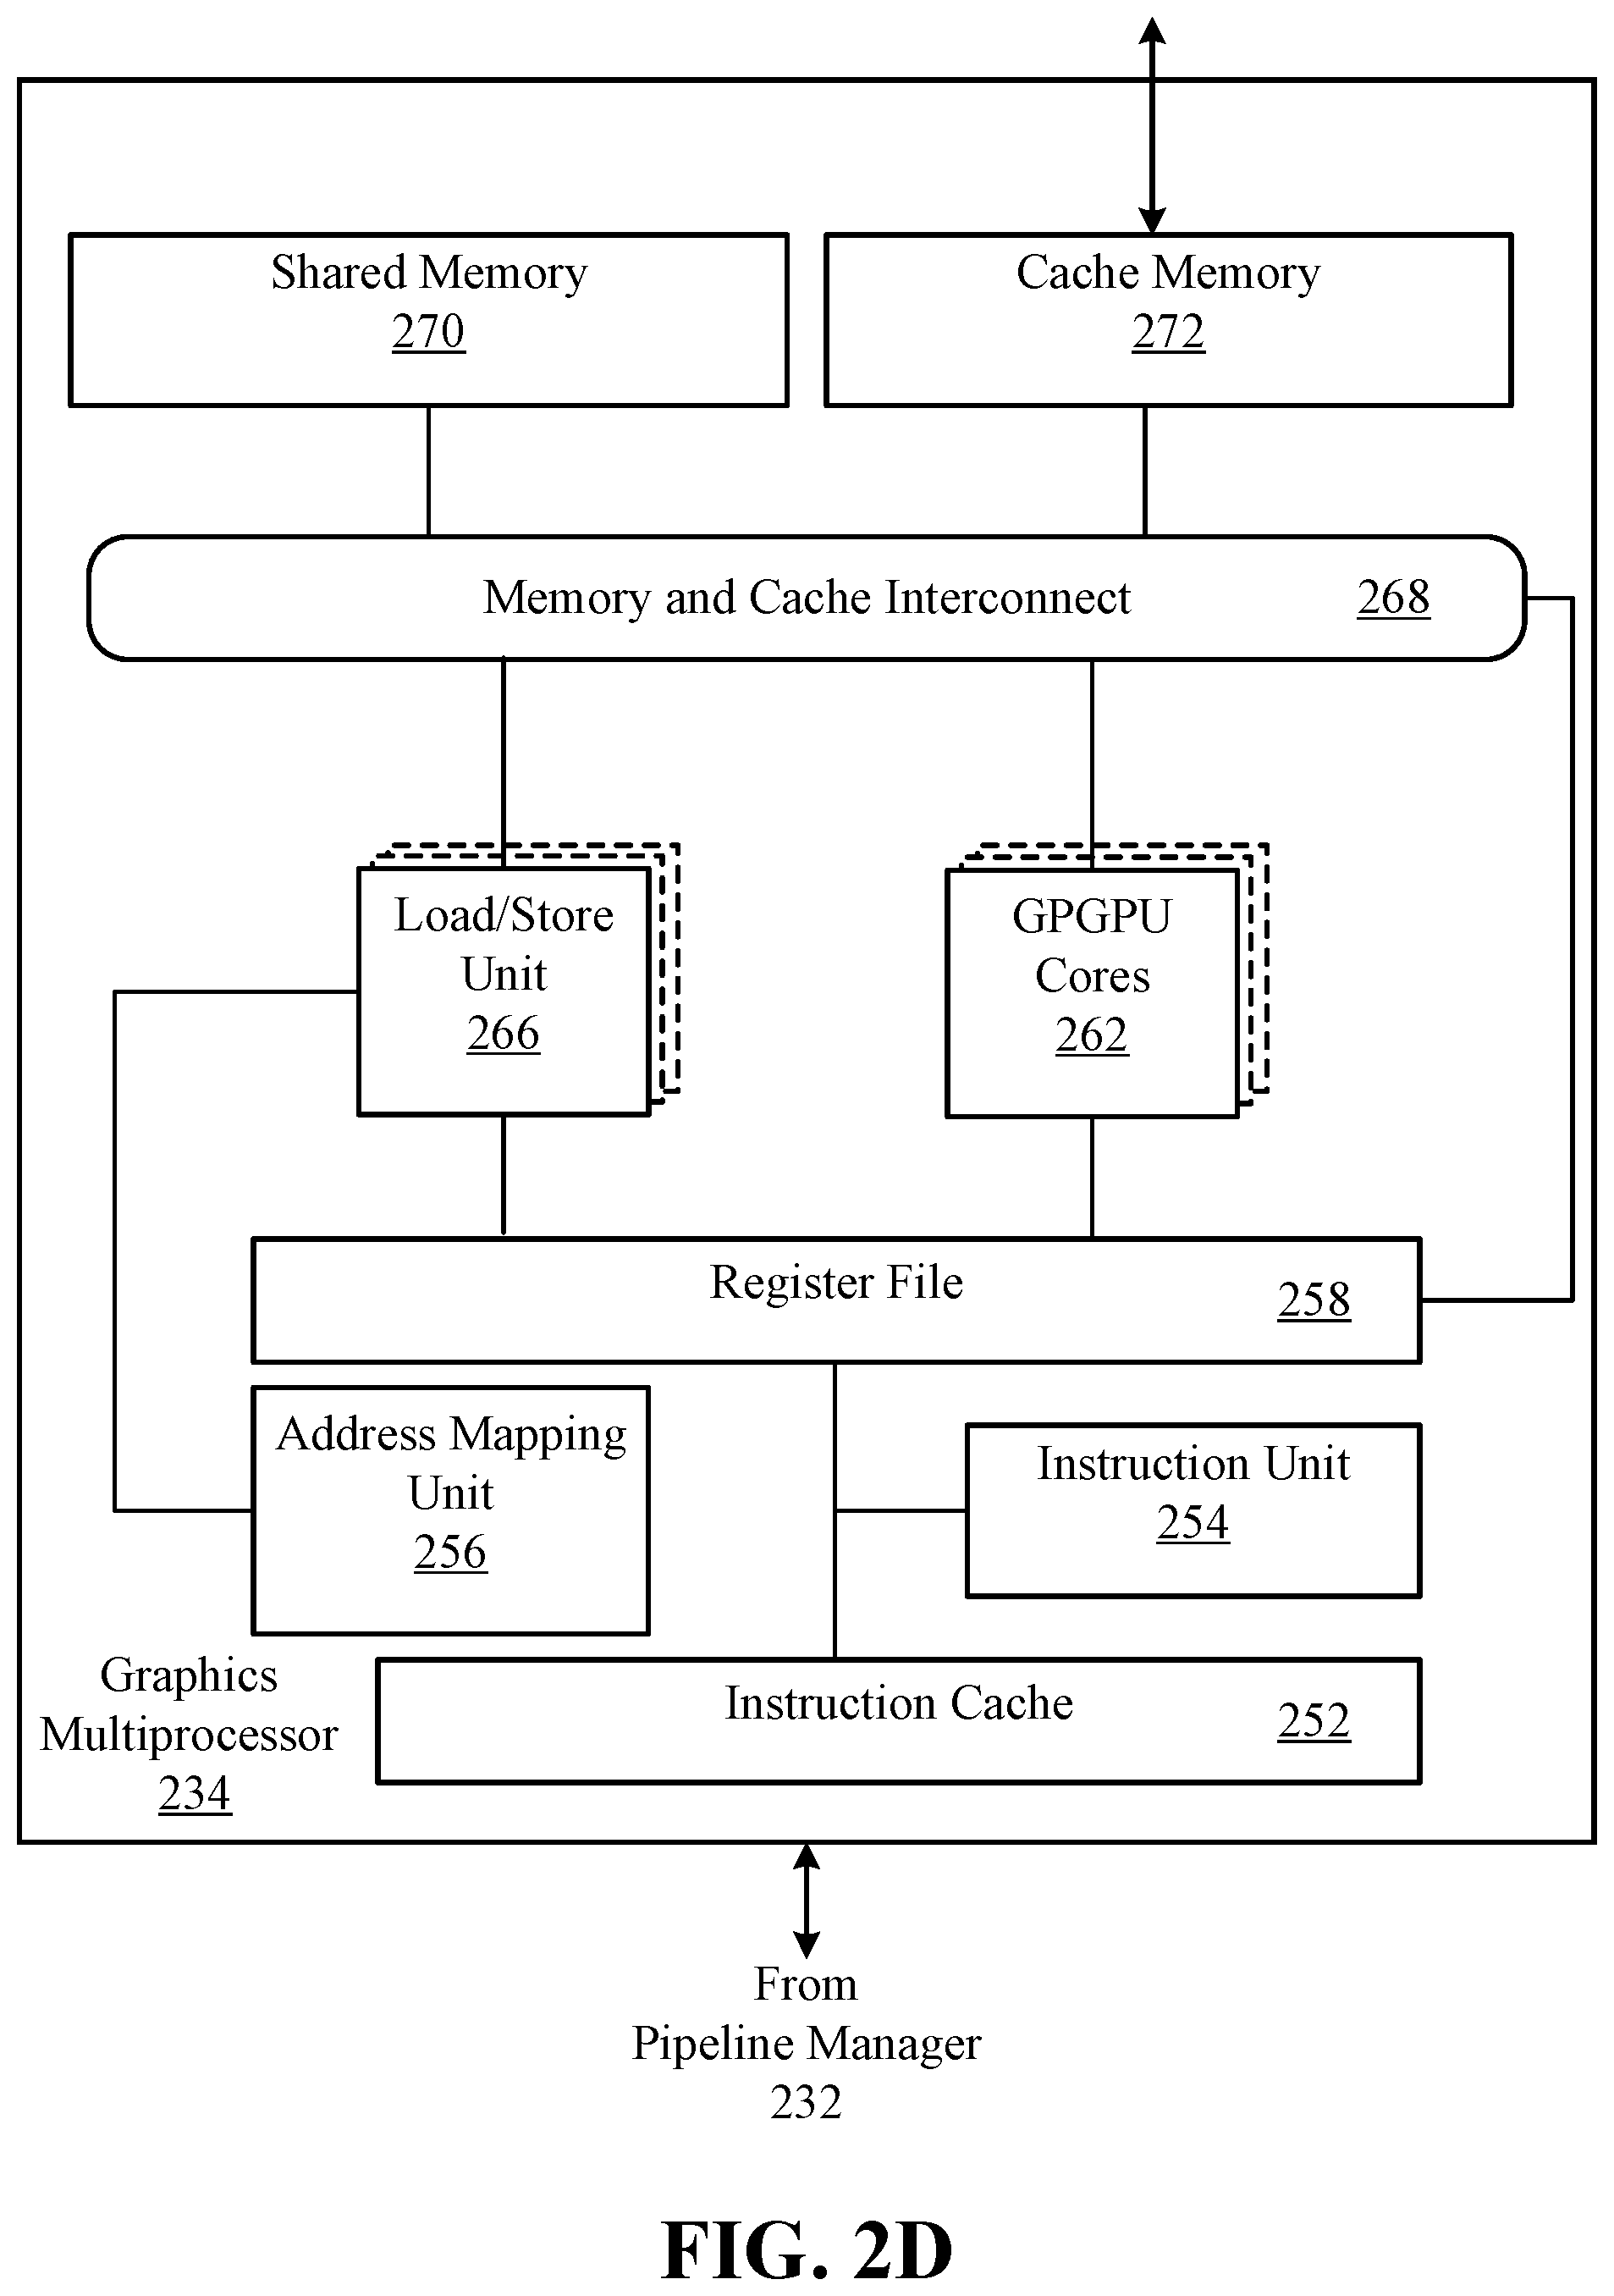 Shared Memory
270
Cache Memory
272
Memory and Cache Interconnect 268
Load/Store
Unit
266
GPGPU
Cores
262
Register File 258
Address Mapping
Unit
256
Instruction Unit
254
Graphics
Multiprocessor
234
Instruction Cache 252
From
Pipeline Manager
232
FIG. 2D